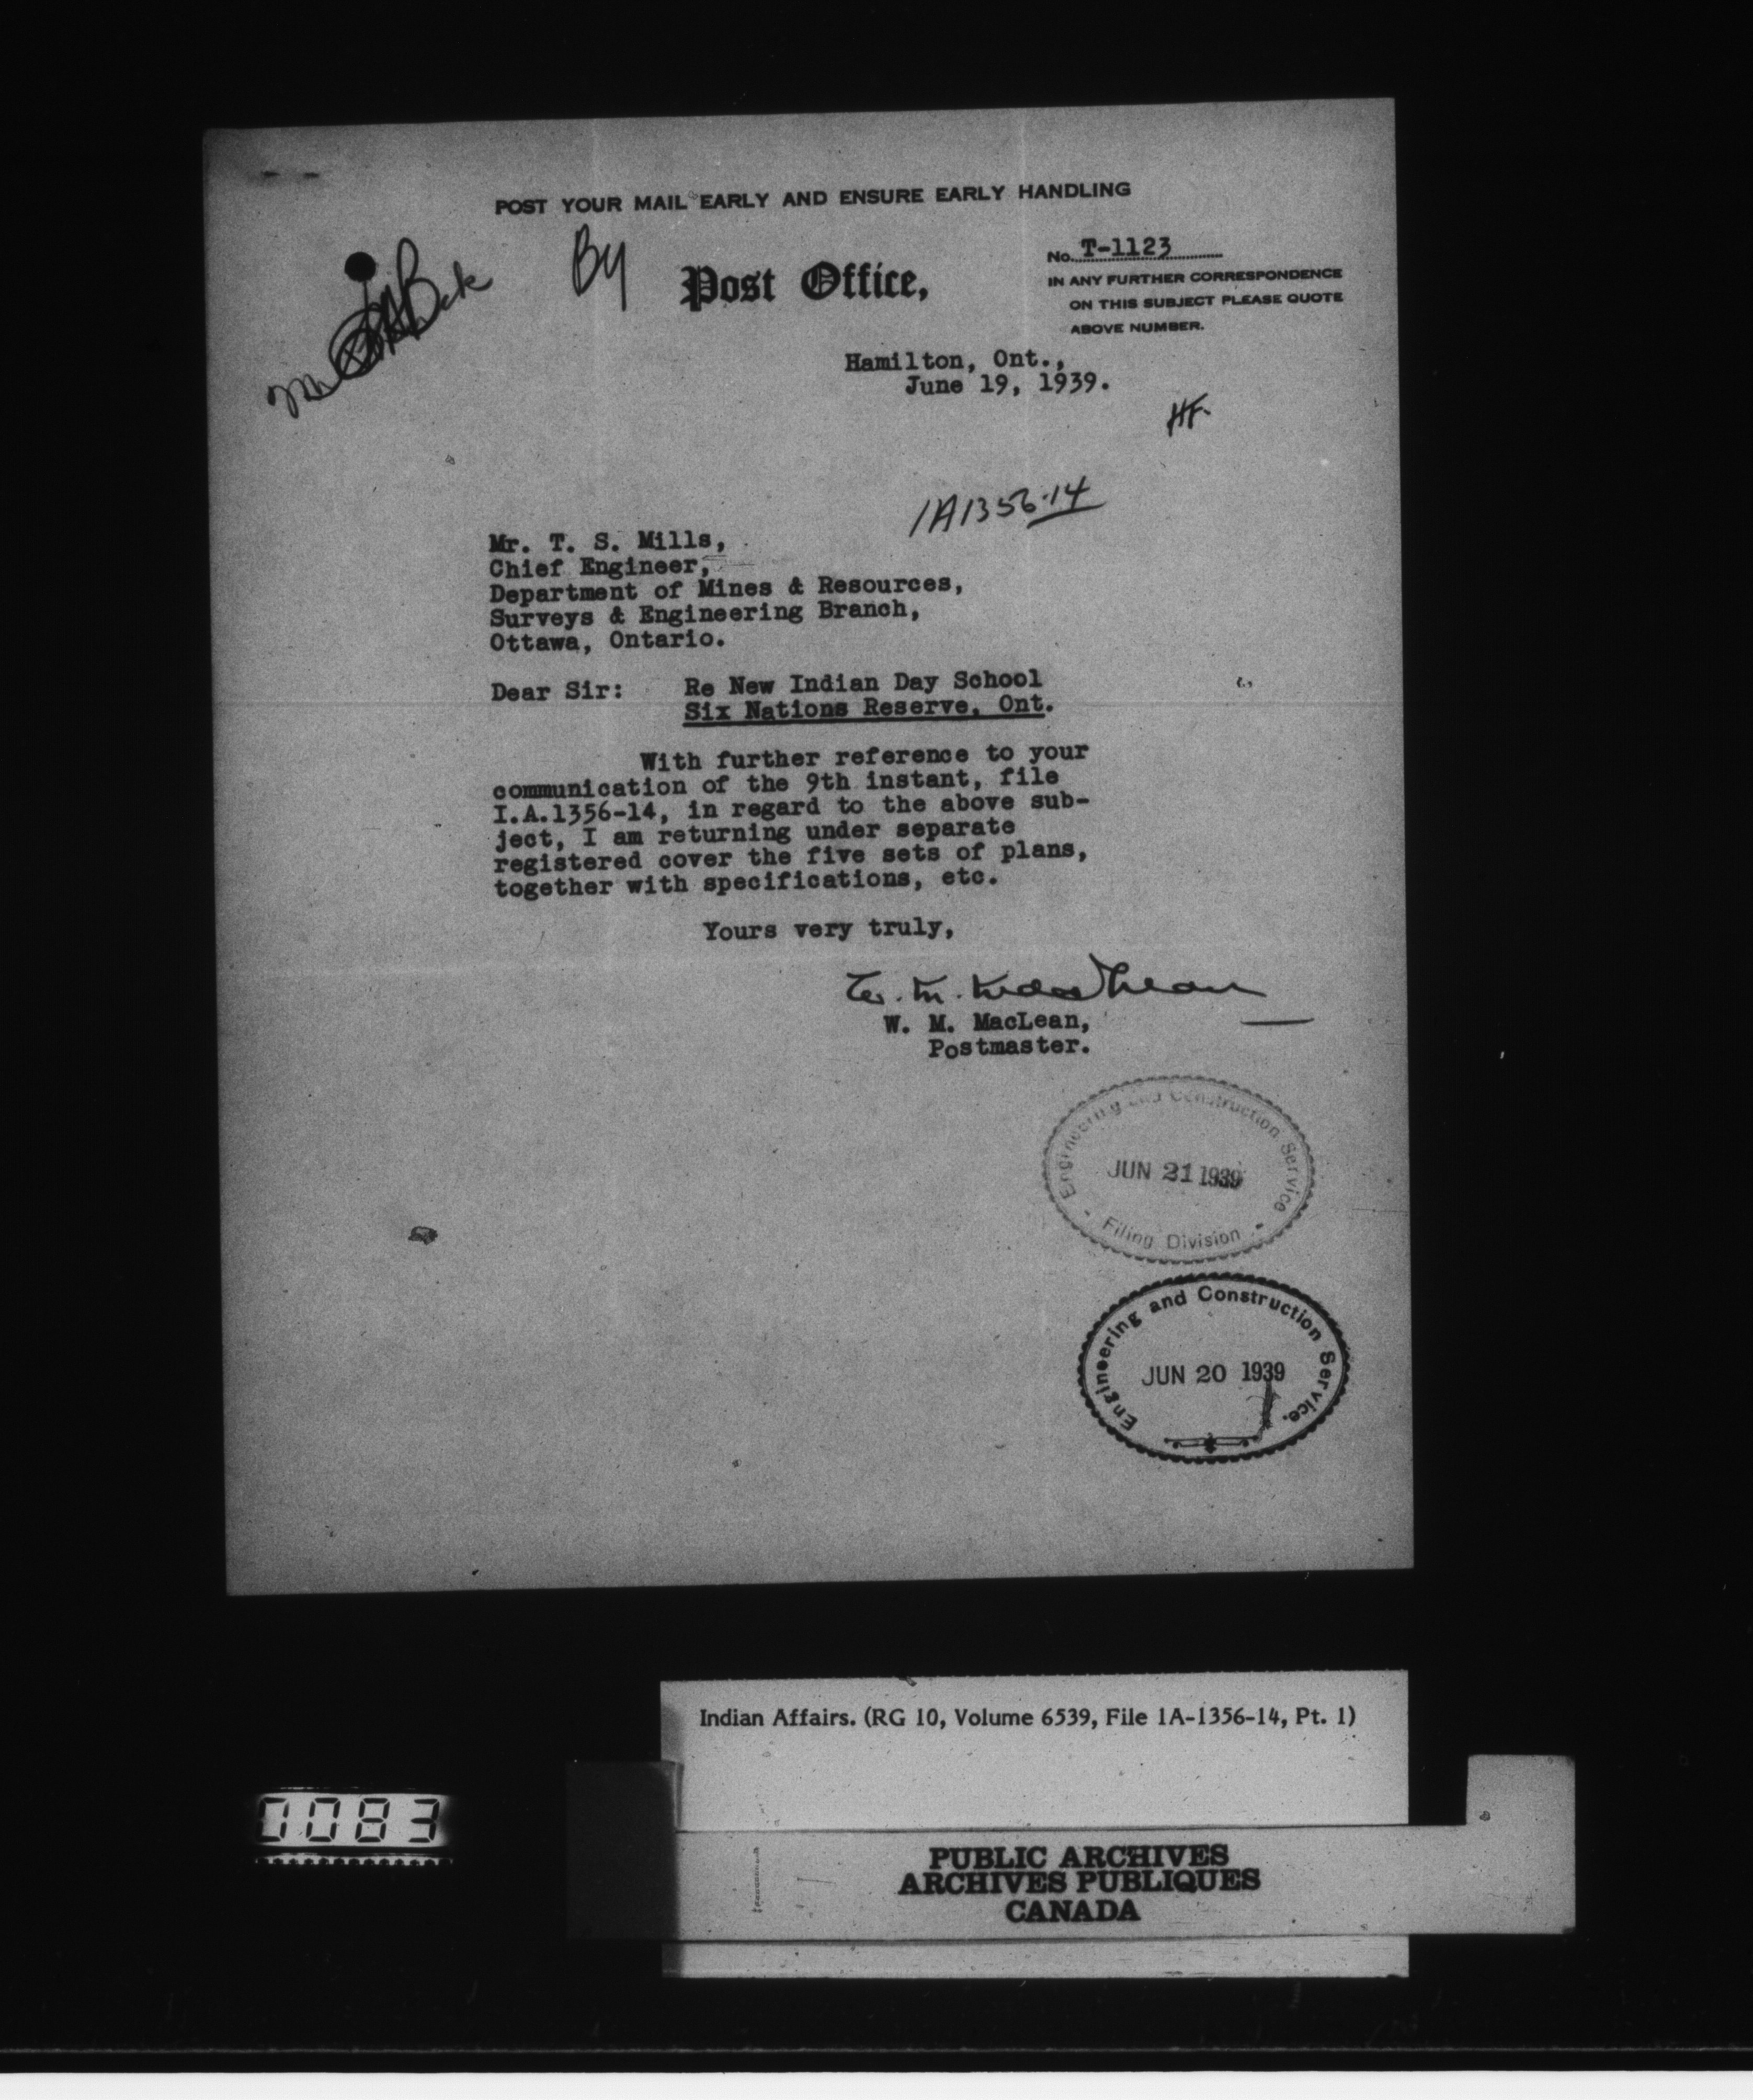 POST YOUR MAIL EARLY AND ENSURE EARLY HANDLING
By
Post Office,
No. T-1123
IN ANY FURTHER CORRESPONDENCE
ON THIS SUBJECT PLEASE QUOTE
ABOVE NUMBER.
Hamilton, Ont.,
June 19, 1939.
HF.
1A1356-14
Mr. T. S. Mills,
Chief Engineer,
Department of Mines & Resources,
Surveys & Engineering Branch,
Ottawa, Ontario.
Dear Sir: Re New Indian Day School
Six Nations Reserve, Ont.
With further reference to your
communication of the 9th instant, file
I.A.1356-14, in regard to the above sub-
ject, I am returning under separate
registered cover the five sets of plans,
together with specifications, etc.
Yours very truly,
W. M. MacLean
W. M. MacLean,
Postmaster.
Engineering and Construction Service
JUN 21 1939
Filing Division
Engineering and Construction Service.
JUN 20 1939
Indian Affairs. (RG 10, Volume 6539, File 1A-1356-14, Pt. 1)
0083
PUBLIC ARCHIVES
ARCHIVES PUBLIQUES
CANADA